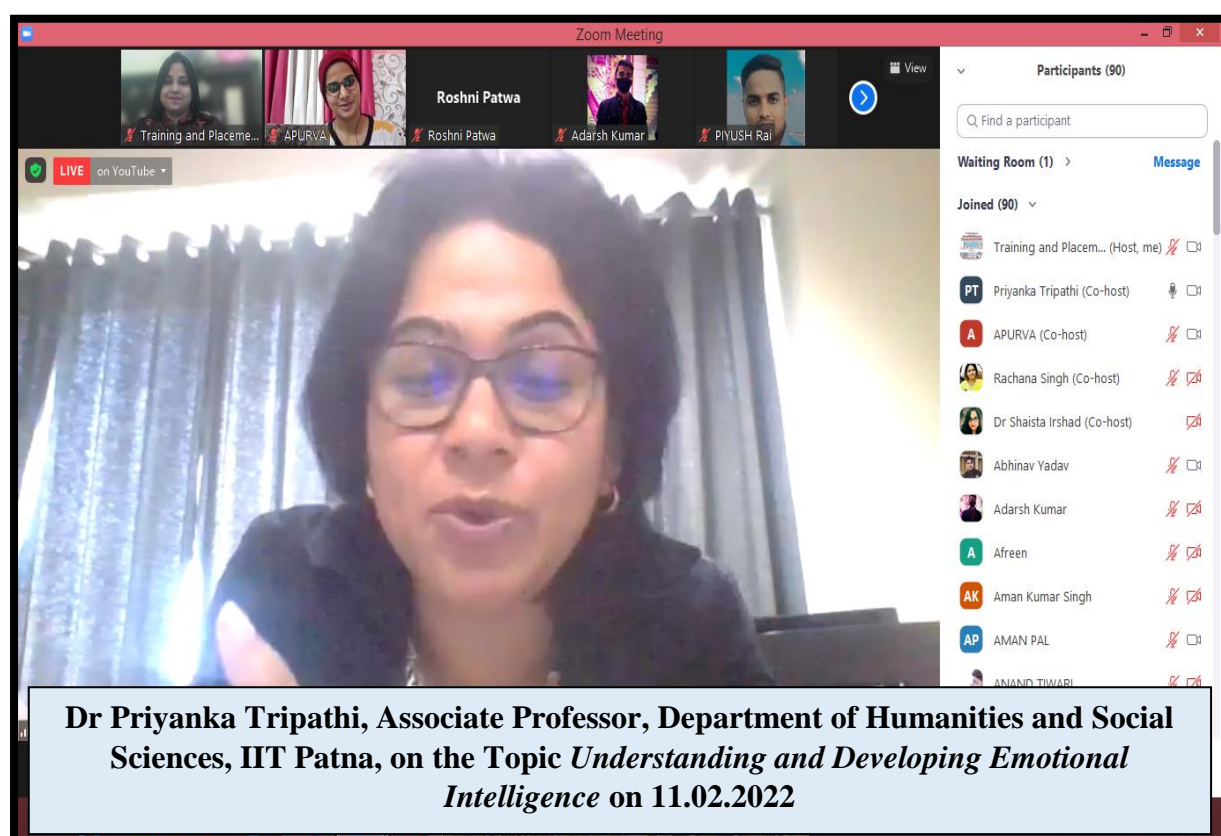 Zoom Meeting
Training and Placeme...
APURVA
Roshni Patwa
Roshni Patwa
Adarsh Kumar
PIYUSH Rai
View
LIVE on YouTube
Participants (90)
Find a participant
Waiting Room (1)
Message
Joined (90)
Training and Placem... (Host, me)
PT Priyanka Tripathi (Co-host)
A APURVA (Co-host)
Rachana Singh (Co-host)
Dr Shaista Irshad (Co-host)
Abhinav Yadav
Adarsh Kumar
A Afreen
AK Aman Kumar Singh
AP AMAN PAL
ANAND TIWARI
Dr Priyanka Tripathi, Associate Professor, Department of Humanities and Social
Sciences, IIT Patna, on the Topic Understanding and Developing Emotional
Intelligence on 11.02.2022